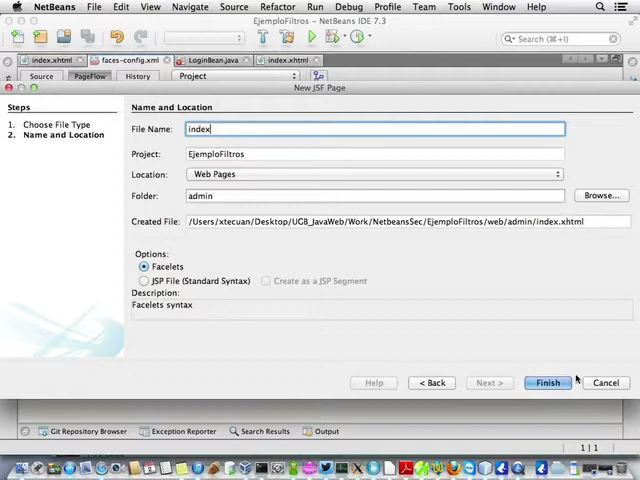 NetBeans File Edit View Navigate Source Refactor Run Debug Profile Team Tools Window Help
EjemploFiltros - NetBeans IDE 7.3
Search (⌘+I)
index.xhtml faces-config.xml LoginBean.java index.xhtml
Source PageFlow History Project
New JSF Page
Steps
1. Choose File Type
2. Name and Location
Name and Location
File Name: index
Project: EjemploFiltros
Location: Web Pages
Folder: admin Browse...
Created File: /Users/xtecuan/Desktop/UGB_JavaWeb/Work/NetbeansSec/EjemploFiltros/web/admin/index.xhtml
Options:
Facelets
JSP File (Standard Syntax) Create as a JSP Segment
Description:
Facelets syntax
Help < Back Next > Finish Cancel
Git Repository Browser Exception Reporter Search Results Output
1 | 1